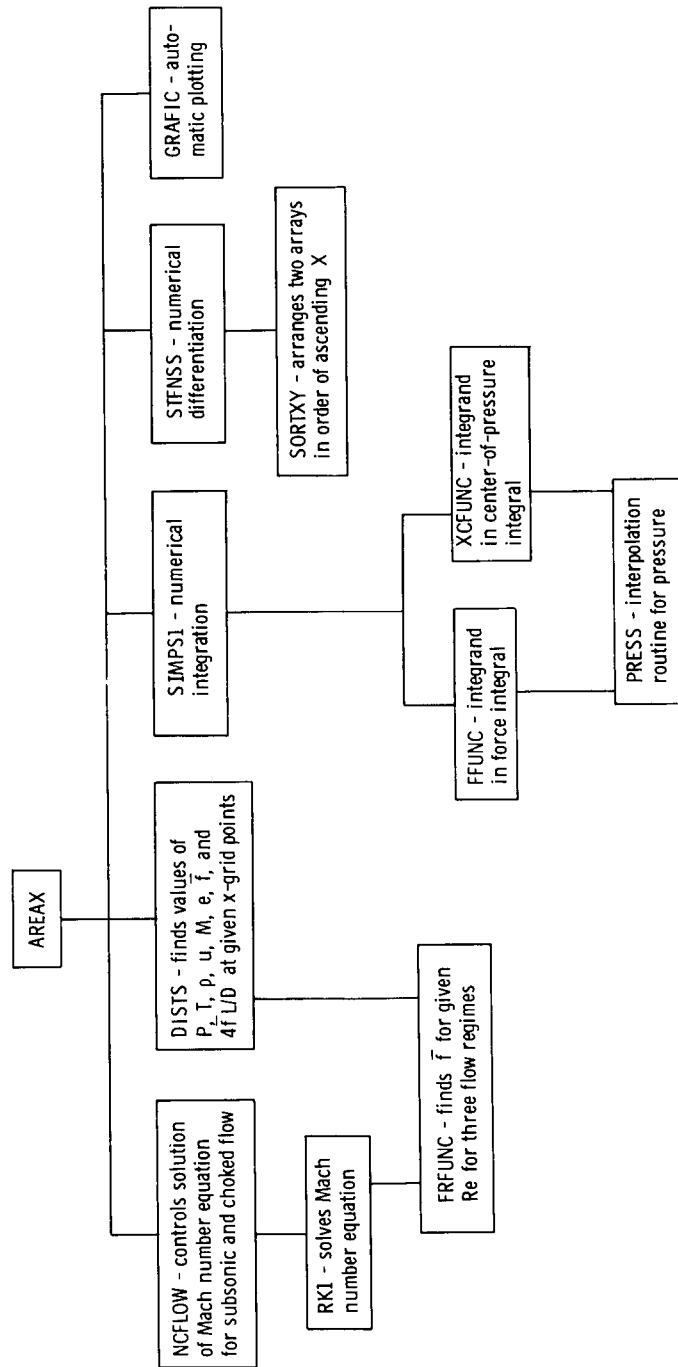 AREAX
NCFLOW - controls solution
of Mach number equation
for subsonic and choked flow
DISTS - finds values of
P, T, ρ, u, M, e, f̅, and
4f̅ L/D at given x-grid points
SIMPS1 - numerical
integration
STFNSS - numerical
differentiation
GRAFIC - auto-
matic plotting
RK1 - solves Mach
number equation
SORTXY - arranges two arrays
in order of ascending X
FRFUNC - finds f̅ for given
Re for three flow regimes
FFUNC - integrand
in force integral
XCFUNC - integrand
in center-of-pressure
integral
PRESS - interpolation
routine for pressure